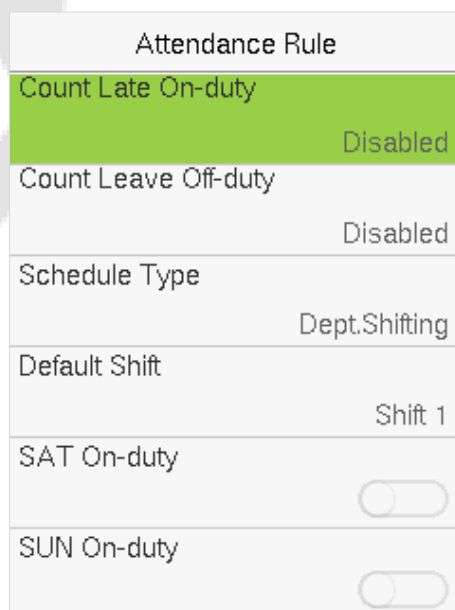 Attendance Rule
Count Late On-duty
Disabled
Count Leave Off-duty
Disabled
Schedule Type
Dept.Shifting
Default Shift
Shift 1
SAT On-duty
SUN On-duty